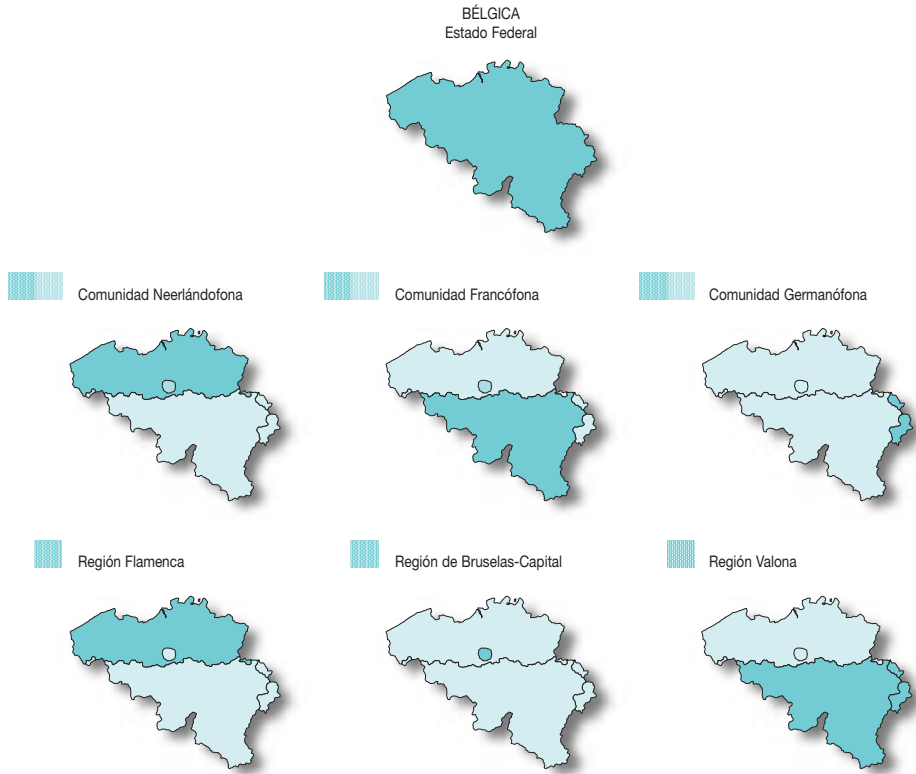 BÉLGICA
Estado Federal
Comunidad Neerlándofona
Comunidad Francófona
Comunidad Germanófona
Región Flamenca
Región de Bruselas-Capital
Región Valona